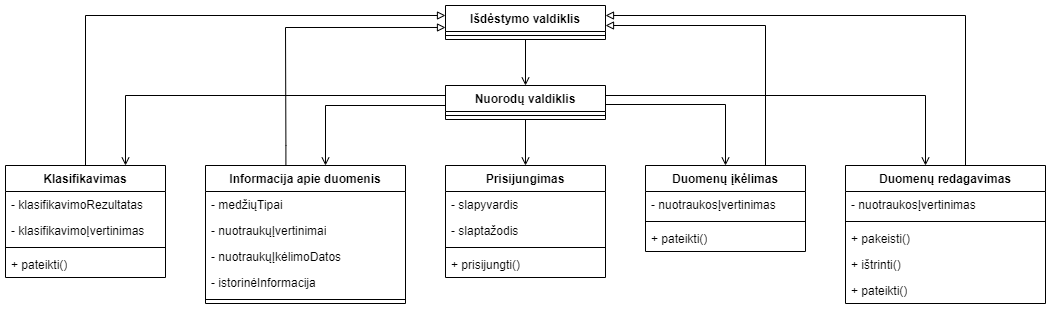 Išdėstymo valdiklis
Nuorodų valdiklis
Klasifikavimas
- klasifikavimoRezultatas
- klasifikavimoĮvertinimas
+ pateikti()
Informacija apie duomenis
- medžiųTipai
- nuotraukųĮvertinimai
- nuotraukųĮkėlimoDatos
- istorinėInformacija
Prisijungimas
- slapyvardis
- slaptažodis
+ prisijungti()
Duomenų įkėlimas
- nuotraukosĮvertinimas
+ pateikti()
Duomenų redagavimas
- nuotraukosĮvertinimas
+ pakeisti()
+ ištrinti()
+ pateikti()